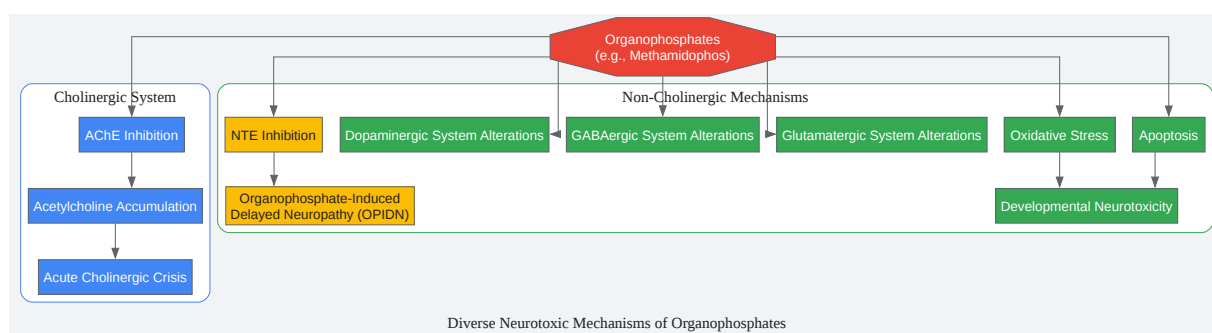 Organophosphates
(e.g., Methamidophos)
Cholinergic System
Non-Cholinergic Mechanisms
AChE Inhibition
NTE Inhibition
Dopaminergic System Alterations
GABAergic System Alterations
Glutamatergic System Alterations
Oxidative Stress
Apoptosis
Acetylcholine Accumulation
Organophosphate-Induced
Delayed Neuropathy (OPIDN)
Developmental Neurotoxicity
Acute Cholinergic Crisis
Diverse Neurotoxic Mechanisms of Organophosphates